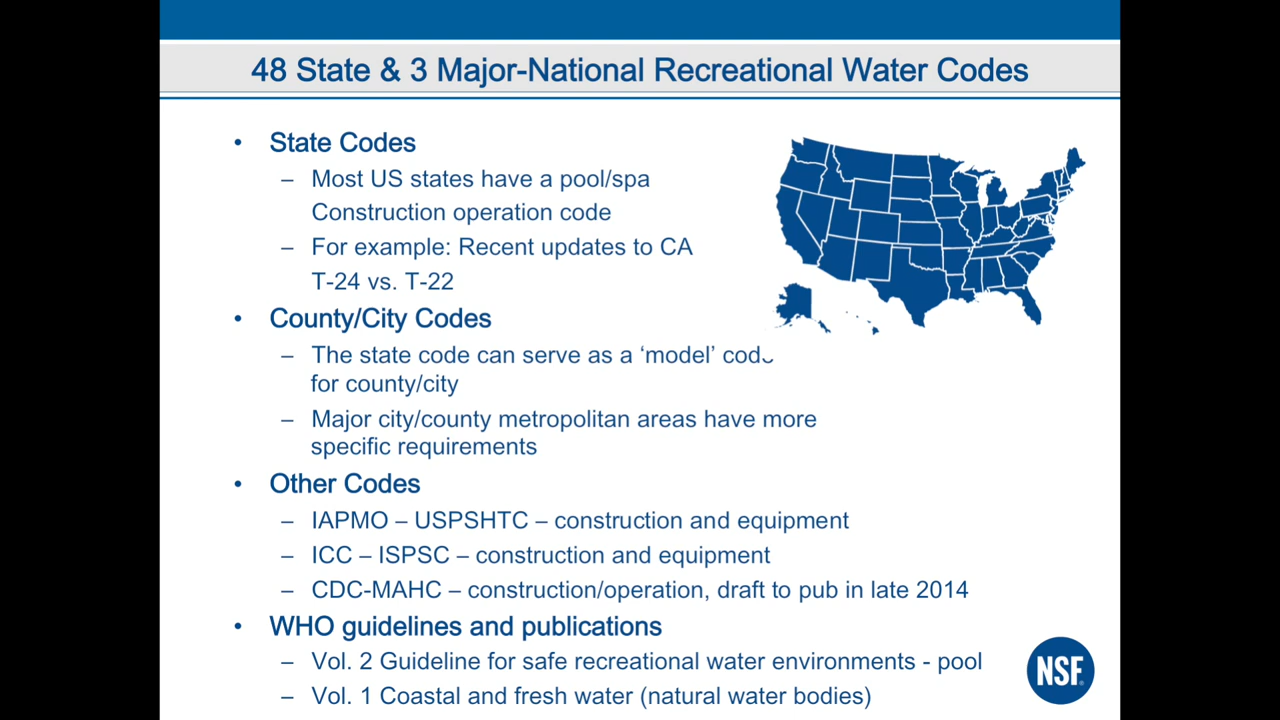 48 State & 3 Major-National Recreational Water Codes
• State Codes
– Most US states have a pool/spa
Construction operation code
– For example: Recent updates to CA
T-24 vs. T-22
• County/City Codes
– The state code can serve as a ‘model’ code
for county/city
– Major city/county metropolitan areas have more
specific requirements
• Other Codes
– IAPMO – USPSHTC – construction and equipment
– ICC – ISPSC – construction and equipment
– CDC-MAHC – construction/operation, draft to pub in late 2014
• WHO guidelines and publications
– Vol. 2 Guideline for safe recreational water environments - pool
– Vol. 1 Coastal and fresh water (natural water bodies)
NSF®